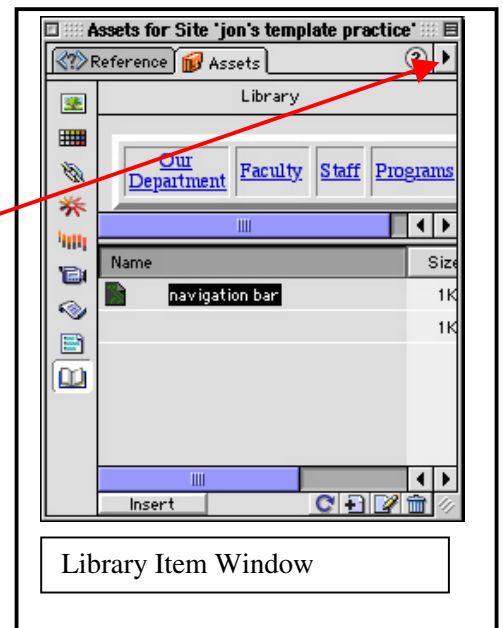 Assets for Site 'jon's template practice'
<?> Reference Assets ?
Library
Our Department Faculty Staff Programs
Name Size
navigation bar 1K
1K
Insert
Library Item Window